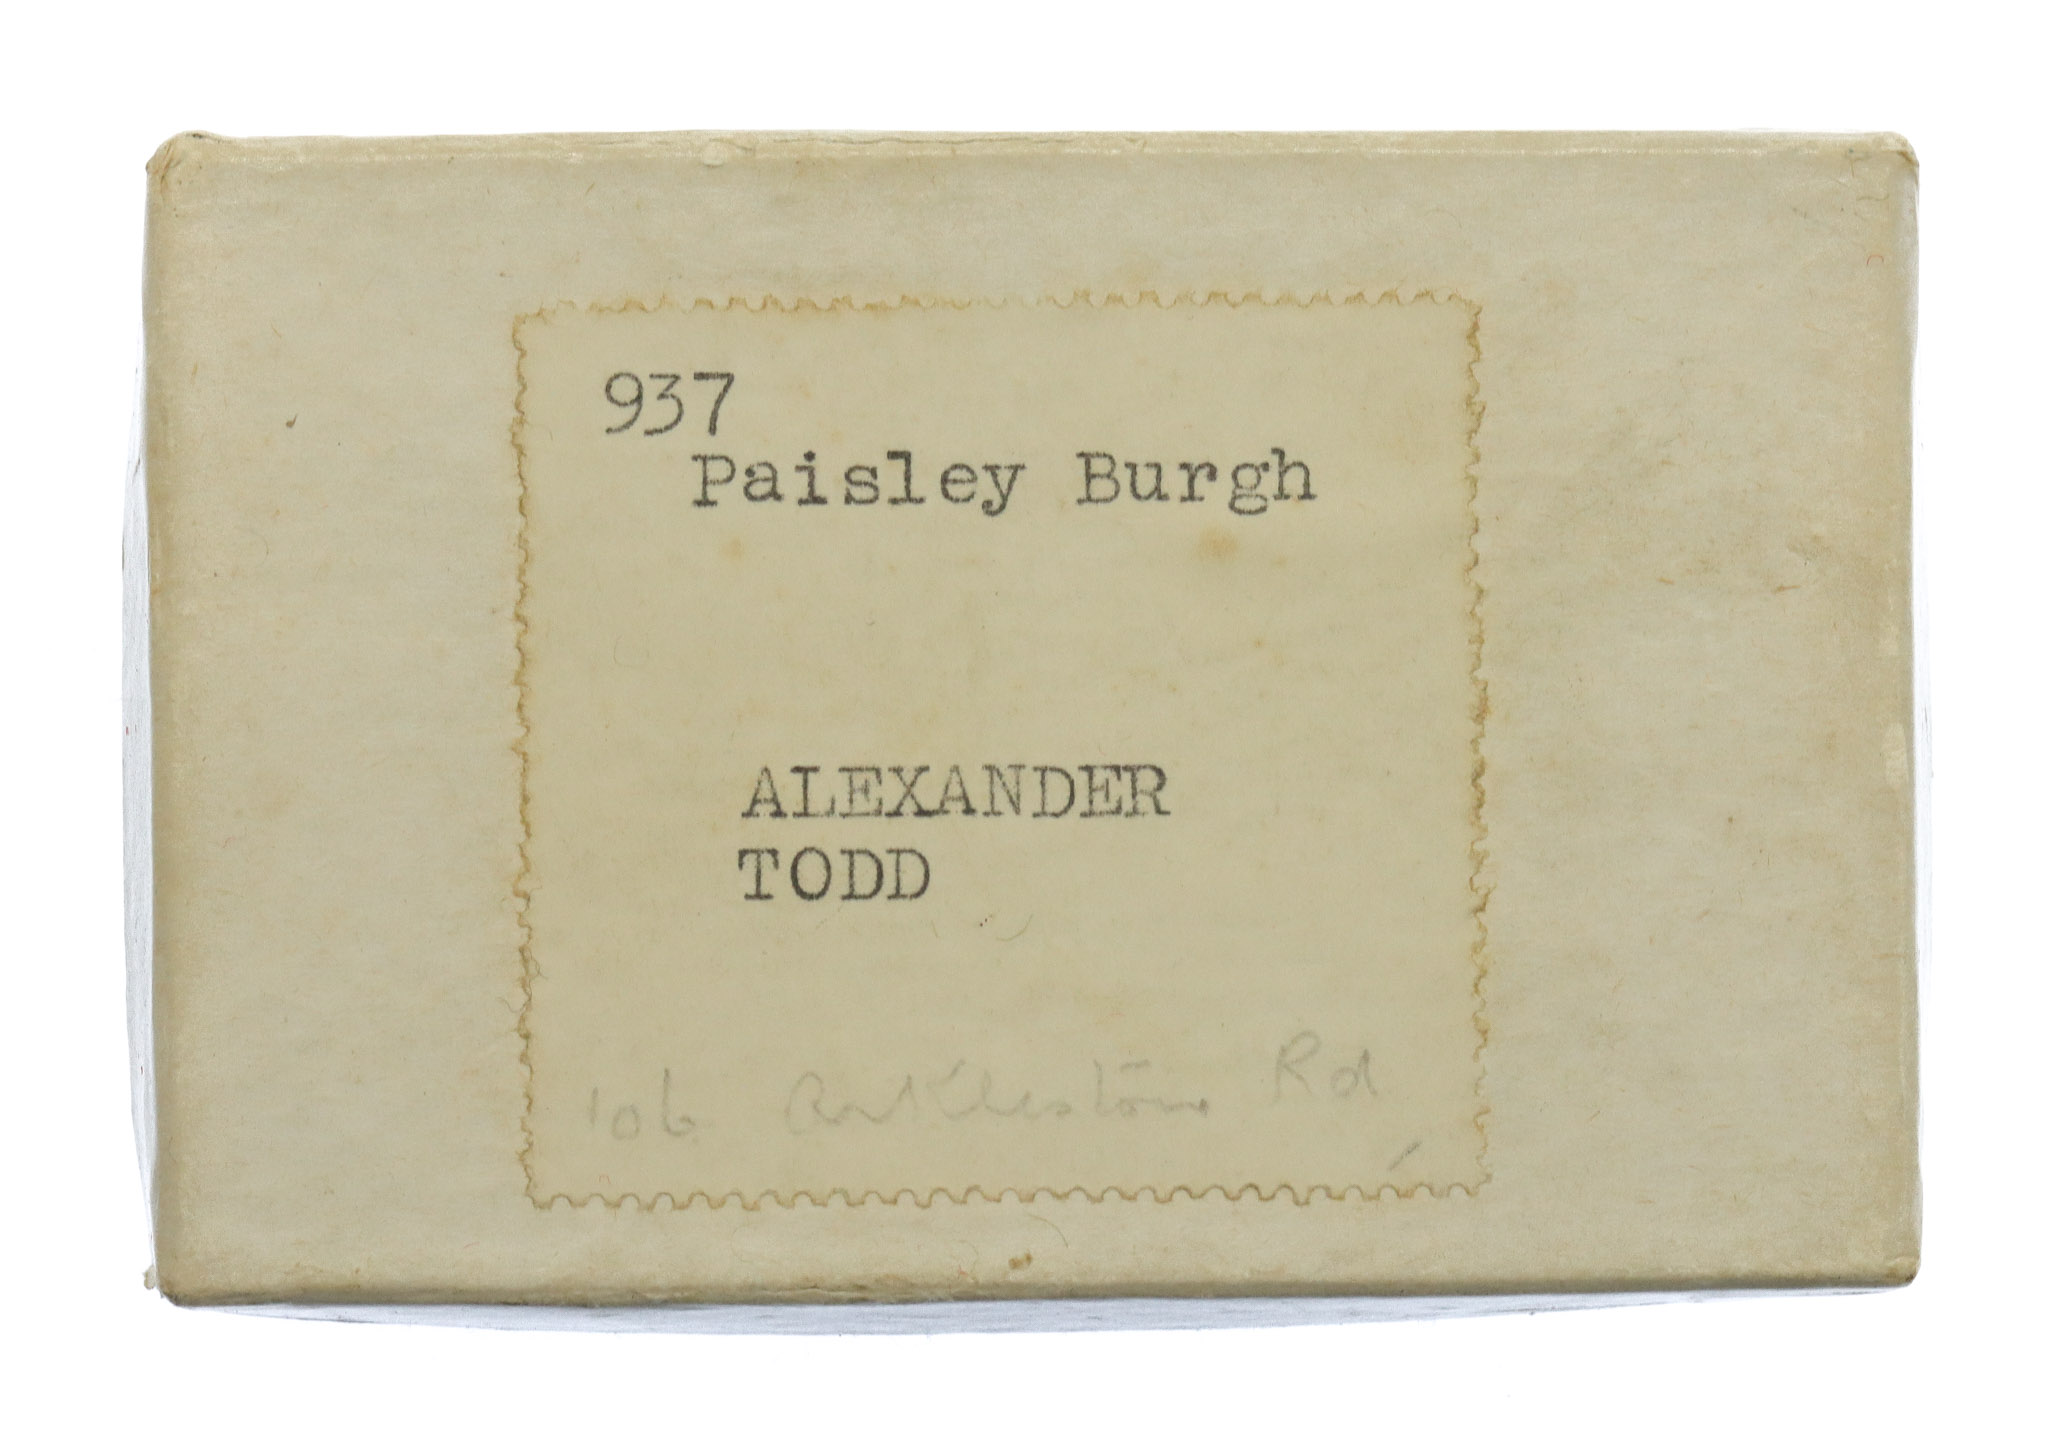 937
Paisley Burgh
ALEXANDER
TODD
106 Arkleston Rd